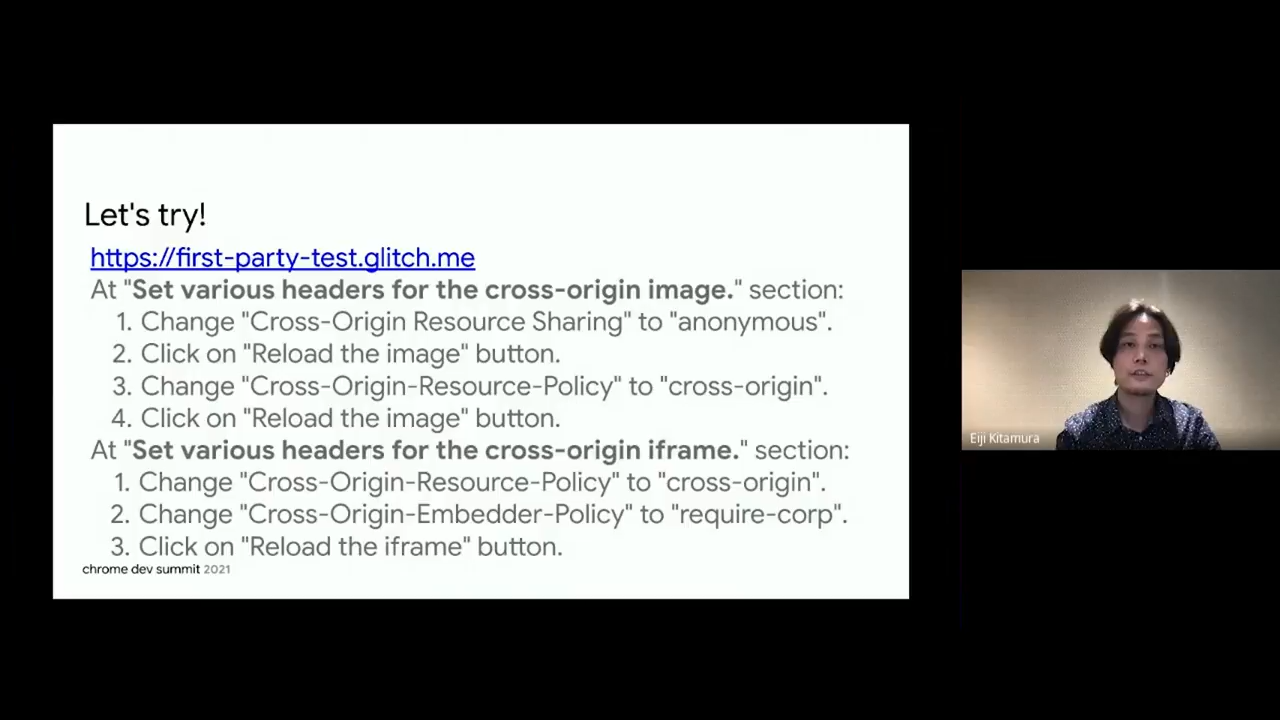 Let's try!
https://first-party-test.glitch.me
At "Set various headers for the cross-origin image." section:
1. Change "Cross-Origin Resource Sharing" to "anonymous".
2. Click on "Reload the image" button.
3. Change "Cross-Origin-Resource-Policy" to "cross-origin".
4. Click on "Reload the image" button.
At "Set various headers for the cross-origin iframe." section:
1. Change "Cross-Origin-Resource-Policy" to "cross-origin".
2. Change "Cross-Origin-Embedder-Policy" to "require-corp".
3. Click on "Reload the iframe" button.
chrome dev summit 2021
Eiji Kitamura